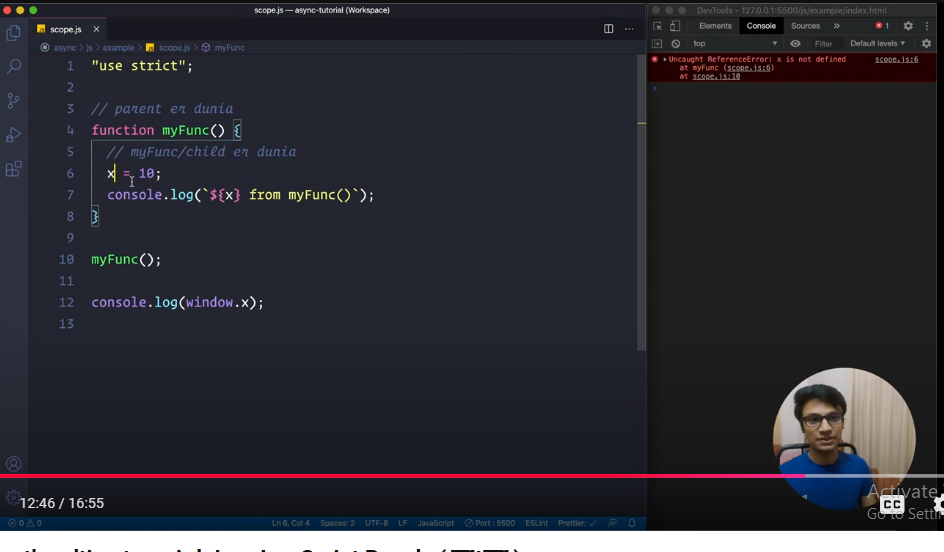 scope.js — async-tutorial (Workspace)
DevTools - 127.0.0.1:5500/js/example/index.html
scope.js
Elements Console Sources » 1
async > js > example > scope.js > myFunc
top Filter Default levels
1 "use strict";
2
3 // parent er dunia
4 function myFunc() {
5 // myFunc/child er dunia
6 x = 10;
7 console.log(`${x} from myFunc()`);
8 }
9
10 myFunc();
11
12 console.log(window.x);
13
Uncaught ReferenceError: x is not defined scope.js:6
at myFunc (scope.js:6)
at scope.js:10
12:46 / 16:55
Activate
CC
Go to Setti
0 0 Ln 6, Col 4 Spaces: 2 UTF-8 LF JavaScript Port : 5500 ESLint Prettier: ✓